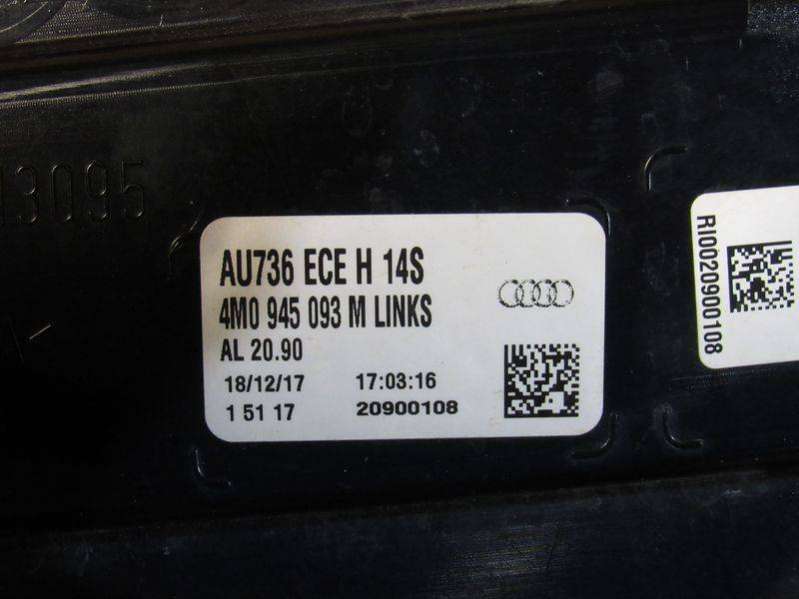 13095
AU736 ECE H 14S
4M0 945 093 M LINKS
AL 20.90
18/12/17 17:03:16
1 51 17 20900108
RI0020900108